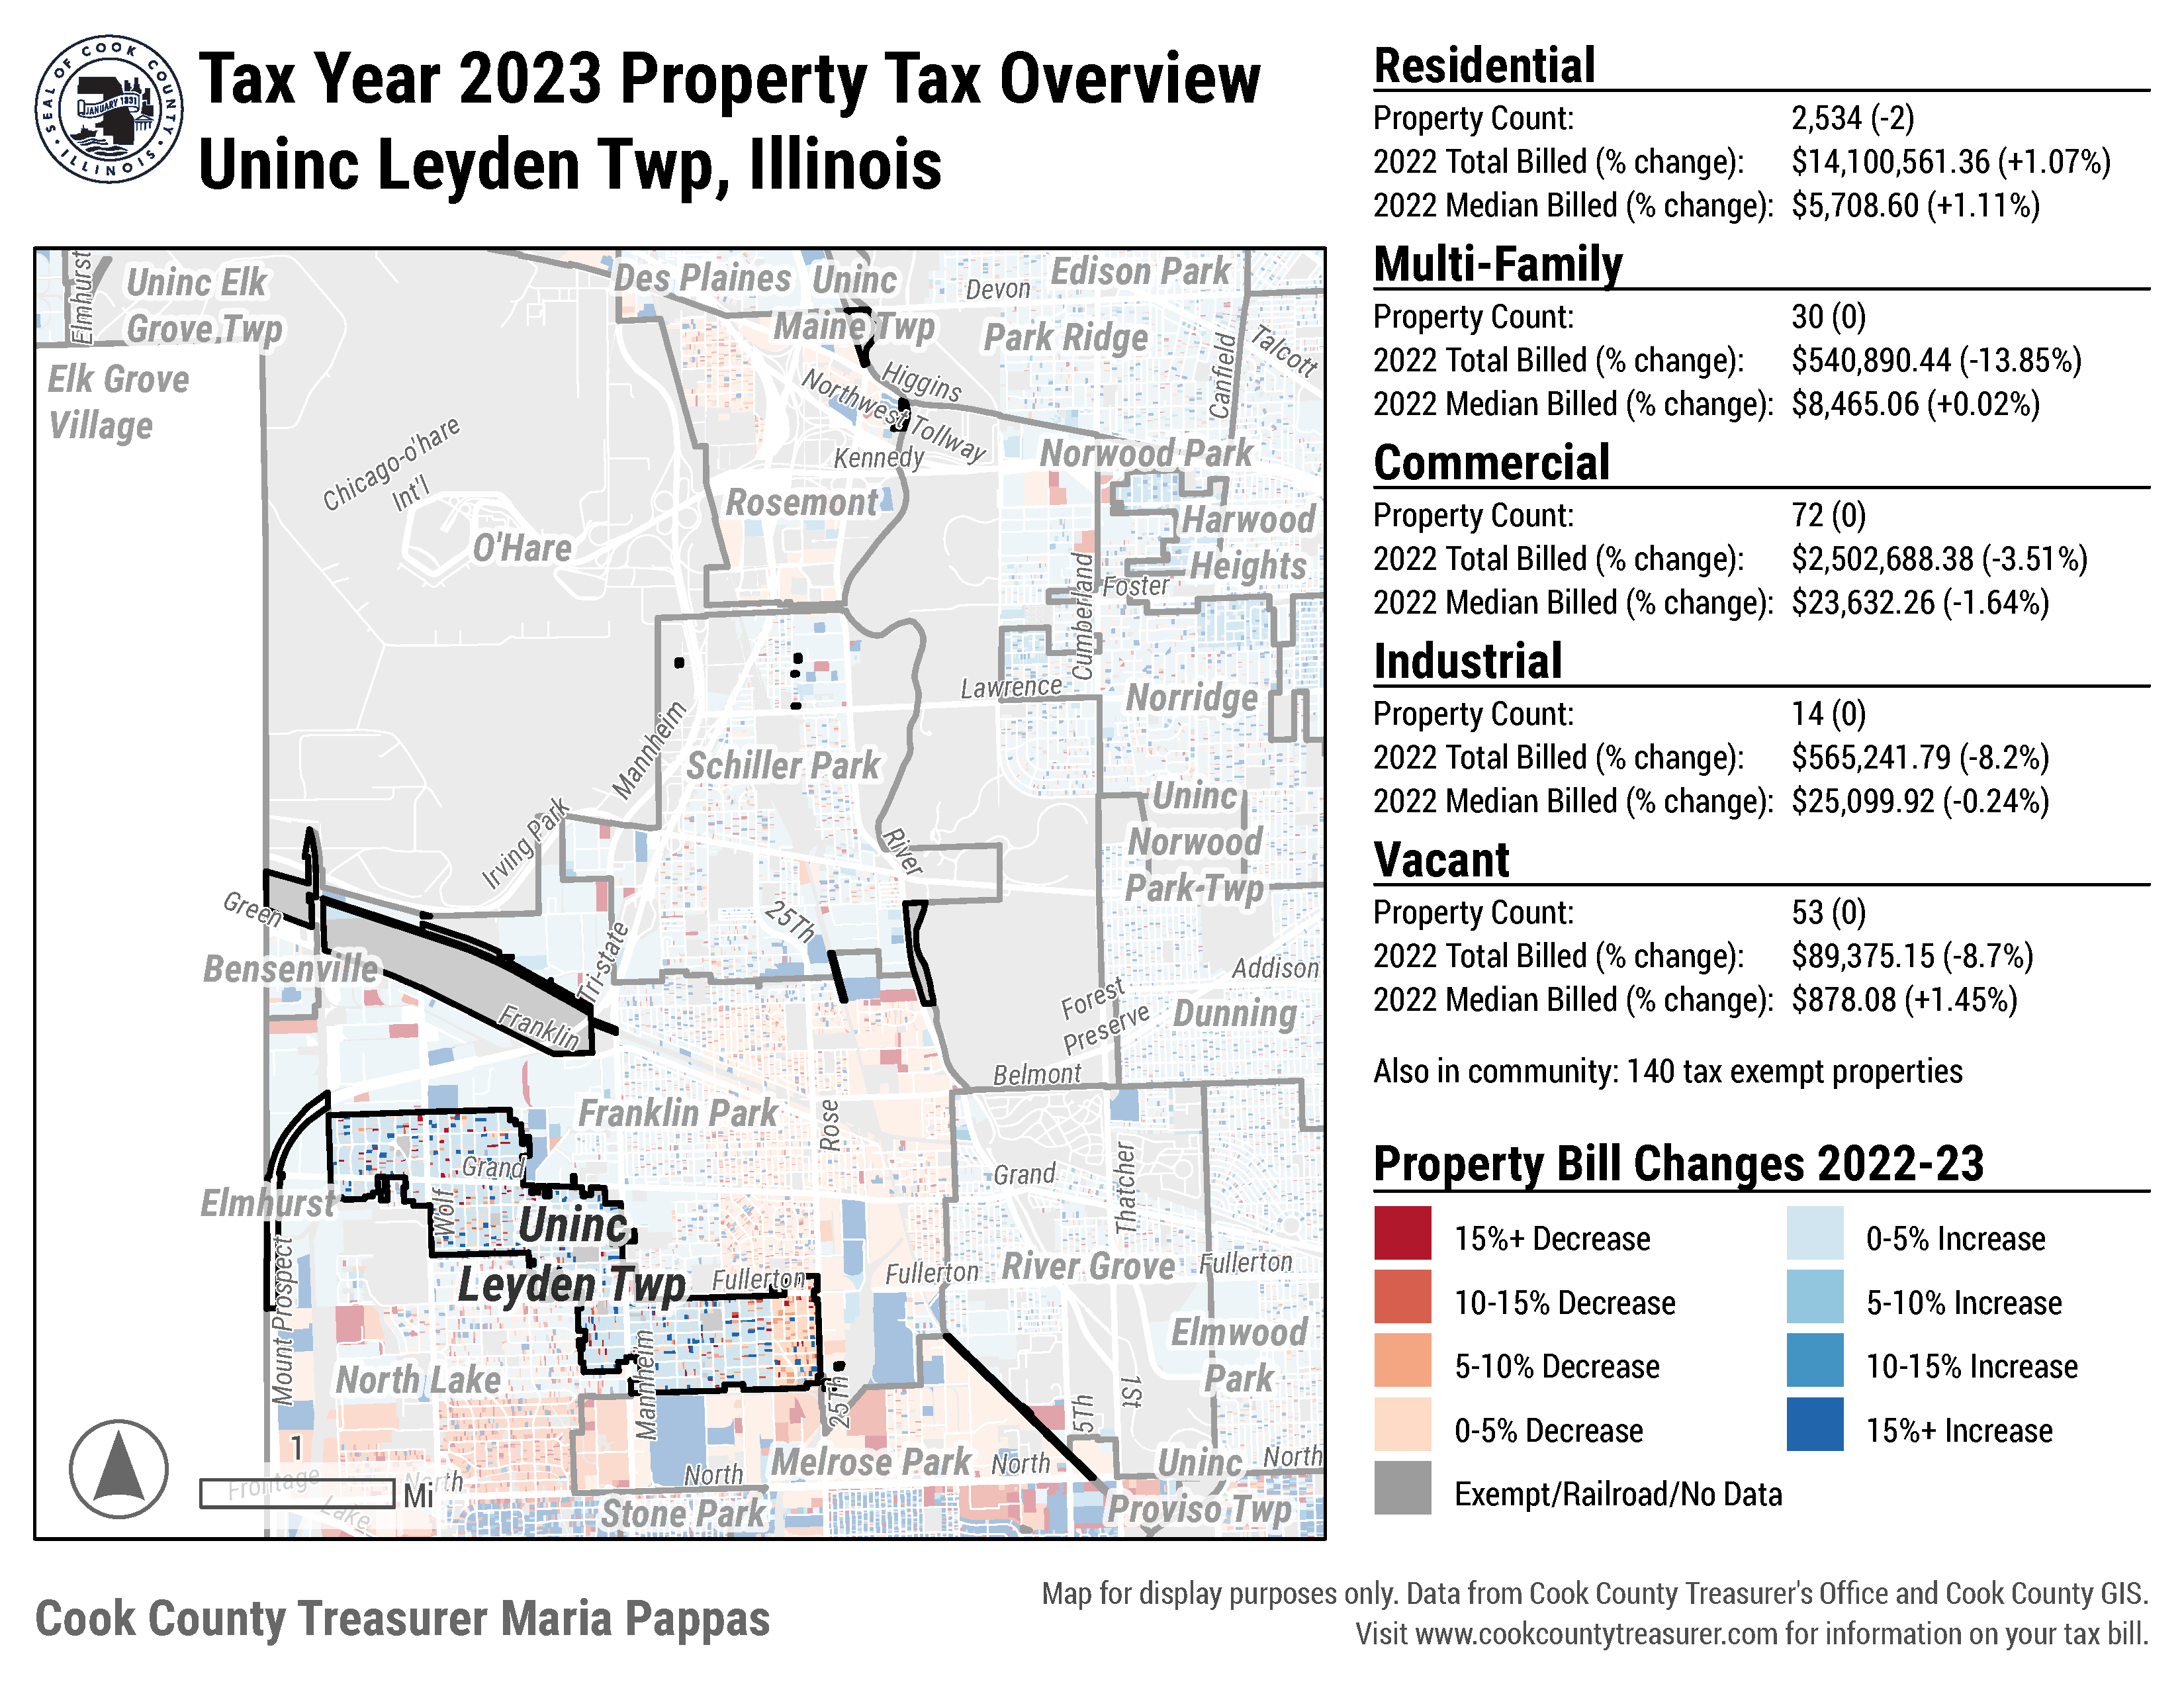 SEAL OF COOK COUNTY
JANUARY 1831
ILLINOIS
Tax Year 2023 Property Tax Overview
Uninc Leyden Twp, Illinois
Residential
Property Count: 2,534 (-2)
2022 Total Billed (% change): $14,100,561.36 (+1.07%)
2022 Median Billed (% change): $5,708.60 (+1.11%)
Multi-Family
Property Count: 30 (0)
2022 Total Billed (% change): $540,890.44 (-13.85%)
2022 Median Billed (% change): $8,465.06 (+0.02%)
Commercial
Property Count: 72 (0)
2022 Total Billed (% change): $2,502,688.38 (-3.51%)
2022 Median Billed (% change): $23,632.26 (-1.64%)
Industrial
Property Count: 14 (0)
2022 Total Billed (% change): $565,241.79 (-8.2%)
2022 Median Billed (% change): $25,099.92 (-0.24%)
Vacant
Property Count: 53 (0)
2022 Total Billed (% change): $89,375.15 (-8.7%)
2022 Median Billed (% change): $878.08 (+1.45%)
Also in community: 140 tax exempt properties
Property Bill Changes 2022-23
15%+ Decrease
10-15% Decrease
5-10% Decrease
0-5% Decrease
Exempt/Railroad/No Data
0-5% Increase
5-10% Increase
10-15% Increase
15%+ Increase
Elmhurst
Uninc Elk
Grove Twp
Elk Grove
Village
Des Plaines
Uninc
Maine Twp
Devon
Edison Park
Park Ridge
Talcott
Canfield
Higgins
Northwest Tollway
Kennedy
Norwood Park
Chicago-o'hare
Int'l
O'Hare
Rosemont
Harwood
Heights
Foster
Cumberland
Lawrence
Norridge
Mannheim
Schiller Park
Uninc
Norwood
Park Twp
Irving Park
River
Green
25Th
Bensenville
Tri-state
Addison
Forest
Preserve
Dunning
Franklin
Belmont
Franklin Park
Rose
Grand
Grand
Thatcher
Elmhurst
Wolf
Uninc
Leyden Twp
Fullerton
Fullerton
River Grove
Fullerton
Mount Prospect
Elmwood
Park
North Lake
Mannheim
25Th
1St
5Th
1
Mi
Frontage
North
Lake
North
Melrose Park
North
Uninc
North
Stone Park
Proviso Twp
Cook County Treasurer Maria Pappas
Map for display purposes only. Data from Cook County Treasurer's Office and Cook County GIS.
Visit www.cookcountytreasurer.com for information on your tax bill.